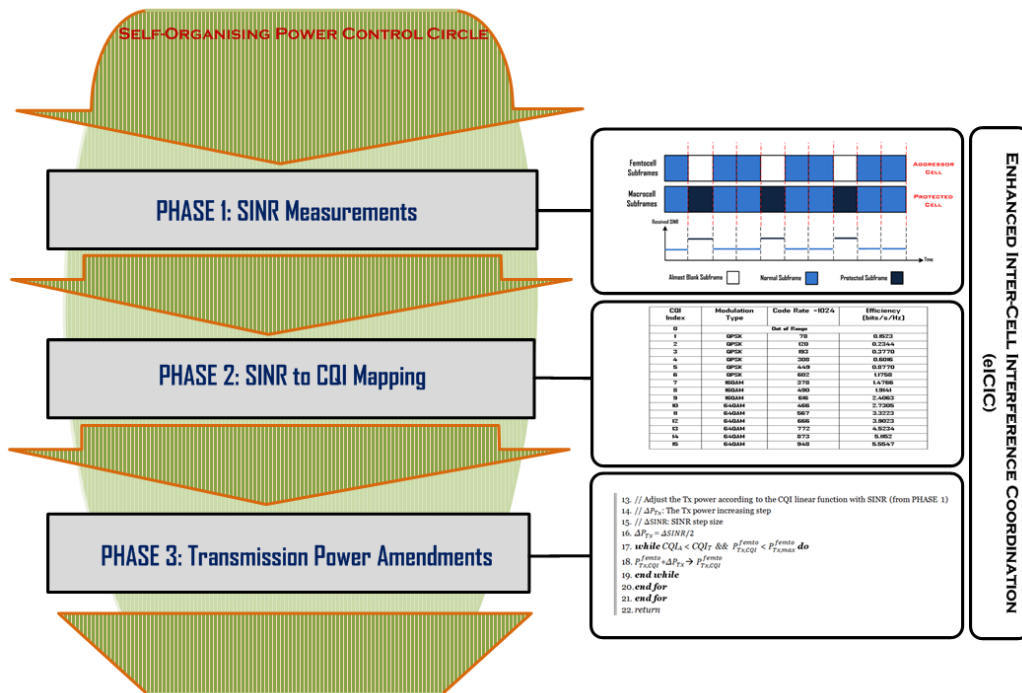 SELF-ORGANISING POWER CONTROL CIRCLE
PHASE 1: SINR Measurements
Femtocell
Subframes
AGGRESSOR
CELL
Macrocell
Subframes
PROTECTED
CELL
Received SINR
Time
Almost Blank Subframe
Normal Subframe
Protected Subframe
PHASE 2: SINR to CQI Mapping
CQI Index Modulation Type Code Rate ×1024 Efficiency (bits/s/Hz)
0 Out of Range
1 QPSK 78 0.1523
2 QPSK 120 0.2344
3 QPSK 193 0.3770
4 QPSK 308 0.6016
5 QPSK 449 0.8770
6 QPSK 602 1.1758
7 16QAM 378 1.4766
8 16QAM 490 1.9141
9 16QAM 616 2.4063
10 64QAM 466 2.7305
11 64QAM 567 3.3223
12 64QAM 666 3.9023
13 64QAM 772 4.5234
14 64QAM 873 5.1152
15 64QAM 948 5.5547
PHASE 3: Transmission Power Amendments
13. // Adjust the Tx power according to the CQI linear function with SINR (from PHASE 1)
14. // ΔP_Tx: The Tx power increasing step
15. // ΔSINR: SINR step size
16. ΔP_Tx = ΔSINR/2
17. while CQI_A < CQI_T && P_Tx,CQI^femto < P_Tx,max^femto do
18. P_Tx,CQI^femto+ΔP_Tx → P_Tx,CQI^femto
19. end while
20. end for
21. end for
22. return
ENHANCED INTER-CELL INTERFERENCE COORDINATION
(eICIC)